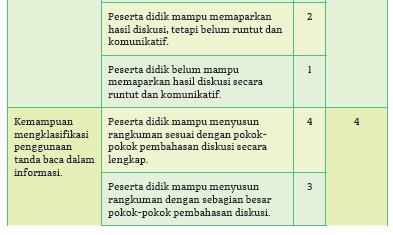 Peserta didik mampu memaparkan
hasil diskusi, tetapi belum runtut dan
komunikatif.
2
Peserta didik belum mampu
memaparkan hasil diskusi secara
runtut dan komunikatif.
1
Kemampuan
mengklasifikasi
penggunaan
tanda baca dalam
informasi.
Peserta didik mampu menyusun
rangkuman sesuai dengan pokok-
pokok pembahasan diskusi secara
lengkap.
4
4
Peserta didik mampu menyusun
rangkuman dengan sebagian besar
pokok-pokok pembahasan diskusi.
3